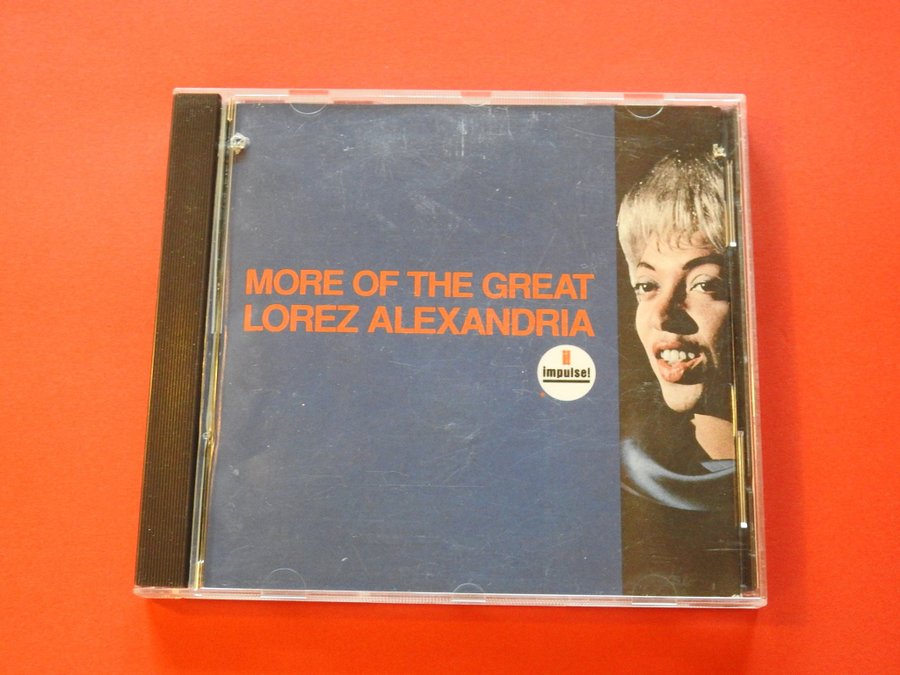 MORE OF THE GREAT
LOREZ ALEXANDRIA
impulse!